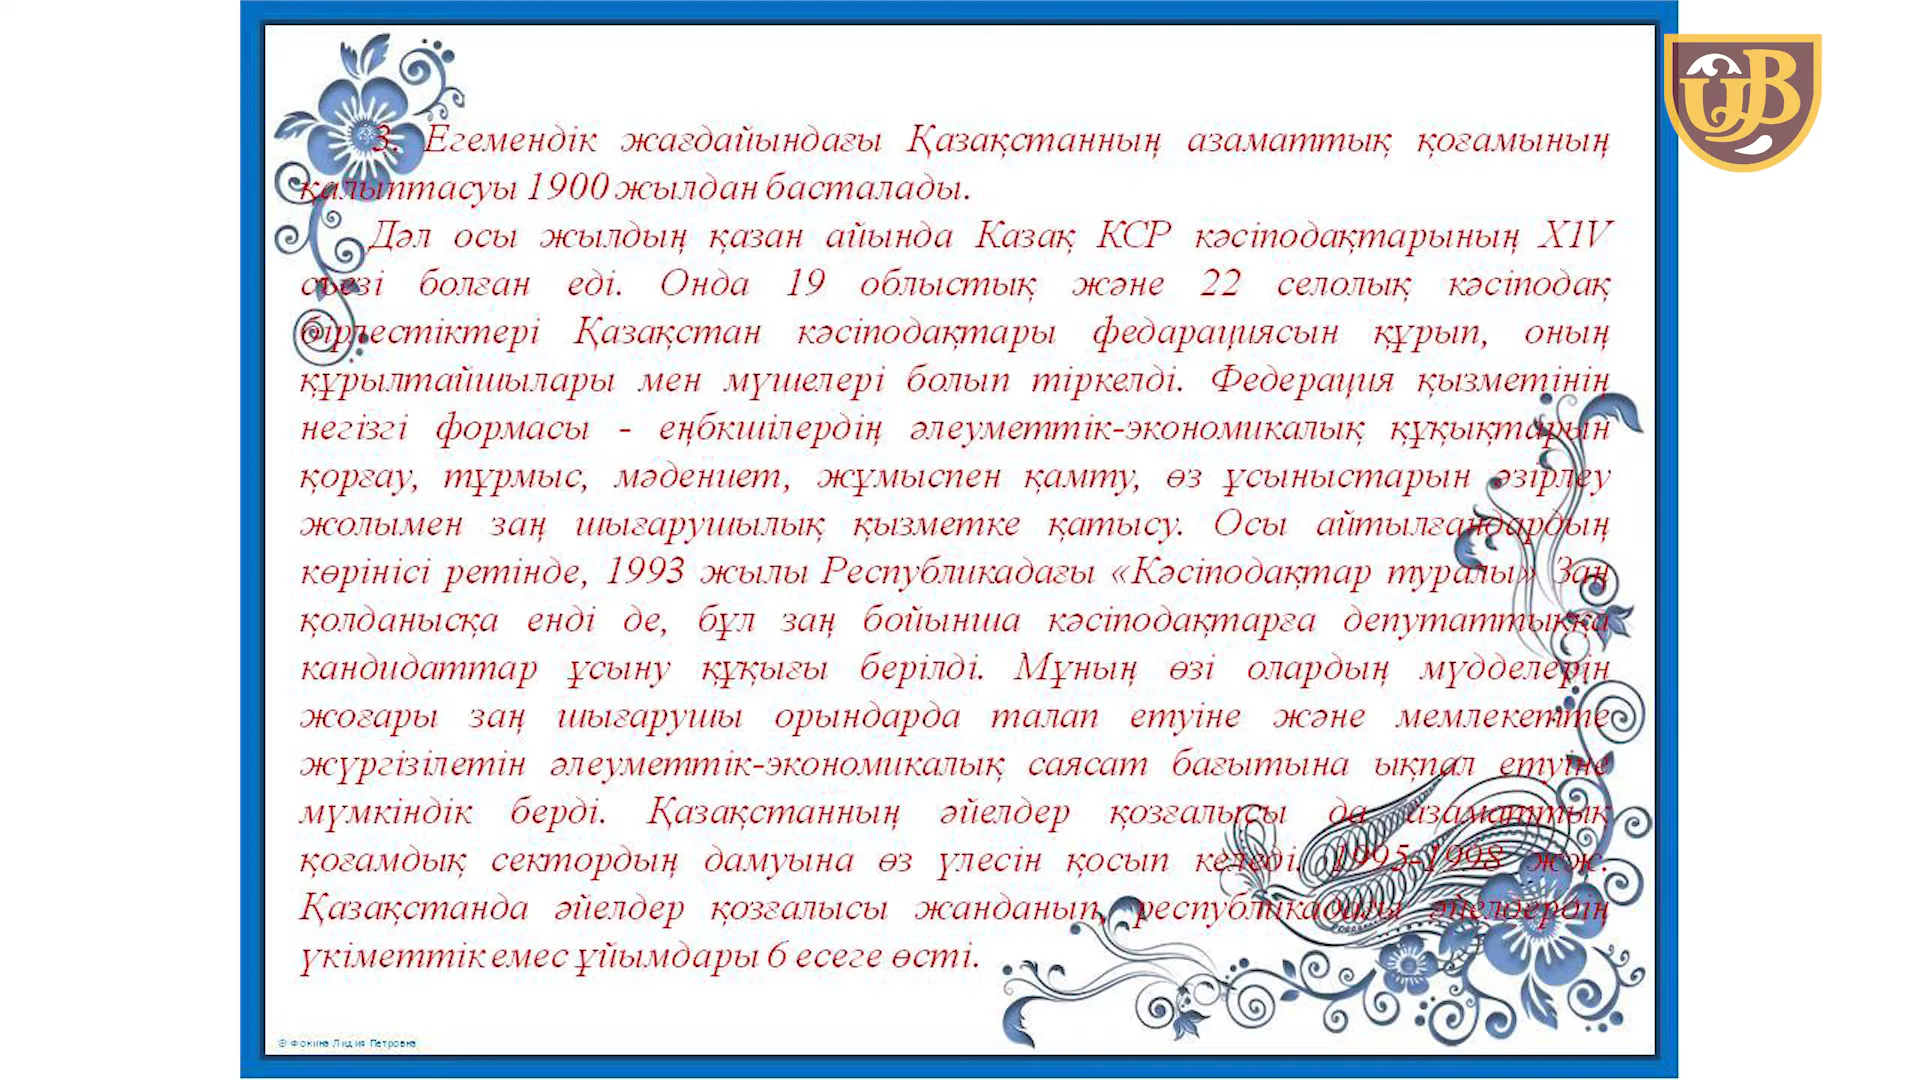 3. Егемендік жағдайындағы Қазақстанның азаматтық қоғамының
қалыптасуы 1900 жылдан басталады.
Дәл осы жылдың қазан айында Казақ КСР кәсіподақтарының X1V
съезі болған еді. Онда 19 облыстық және 22 селолық кәсіподақ
бірлестіктері Қазақстан кәсіподақтары федарациясын құрып, оның
құрылтайшылары мен мүшелері болып тіркелді. Федерация қызметінің
негізгі формасы - еңбкшілердің әлеуметтік-экономикалық құқықтарын
қорғау, тұрмыс, мәдениет, жұмыспен қамту, өз ұсыныстарын әзірлеу
жолымен заң шығарушылық қызметке қатысу. Осы айтылғандардың
көрінісі ретінде, 1993 жылы Республикадағы «Кәсіподақтар туралы» Заң
қолданысқа енді де, бұл заң бойынша кәсіподақтарға депутаттыққа
кандидаттар ұсыну құқығы берілді. Мұның өзі олардың мүдделерін
жоғары заң шығарушы орындарда талап етуіне және мемлекетте
жүргізілетін әлеуметтік-экономикалық саясат бағытына ықпал етуіне
мүмкіндік берді. Қазақстанның әйелдер қозғалысы да азаматтық
қоғамдық сектордың дамуына өз үлесін қосып келеді. 1995-1998 жж.
Қазақстанда әйелдер қозғалысы жанданып, республикадағы әйелдердің
үкіметтік емес ұйымдары 6 есеге өсті.
© Фокина Лидия Петровна